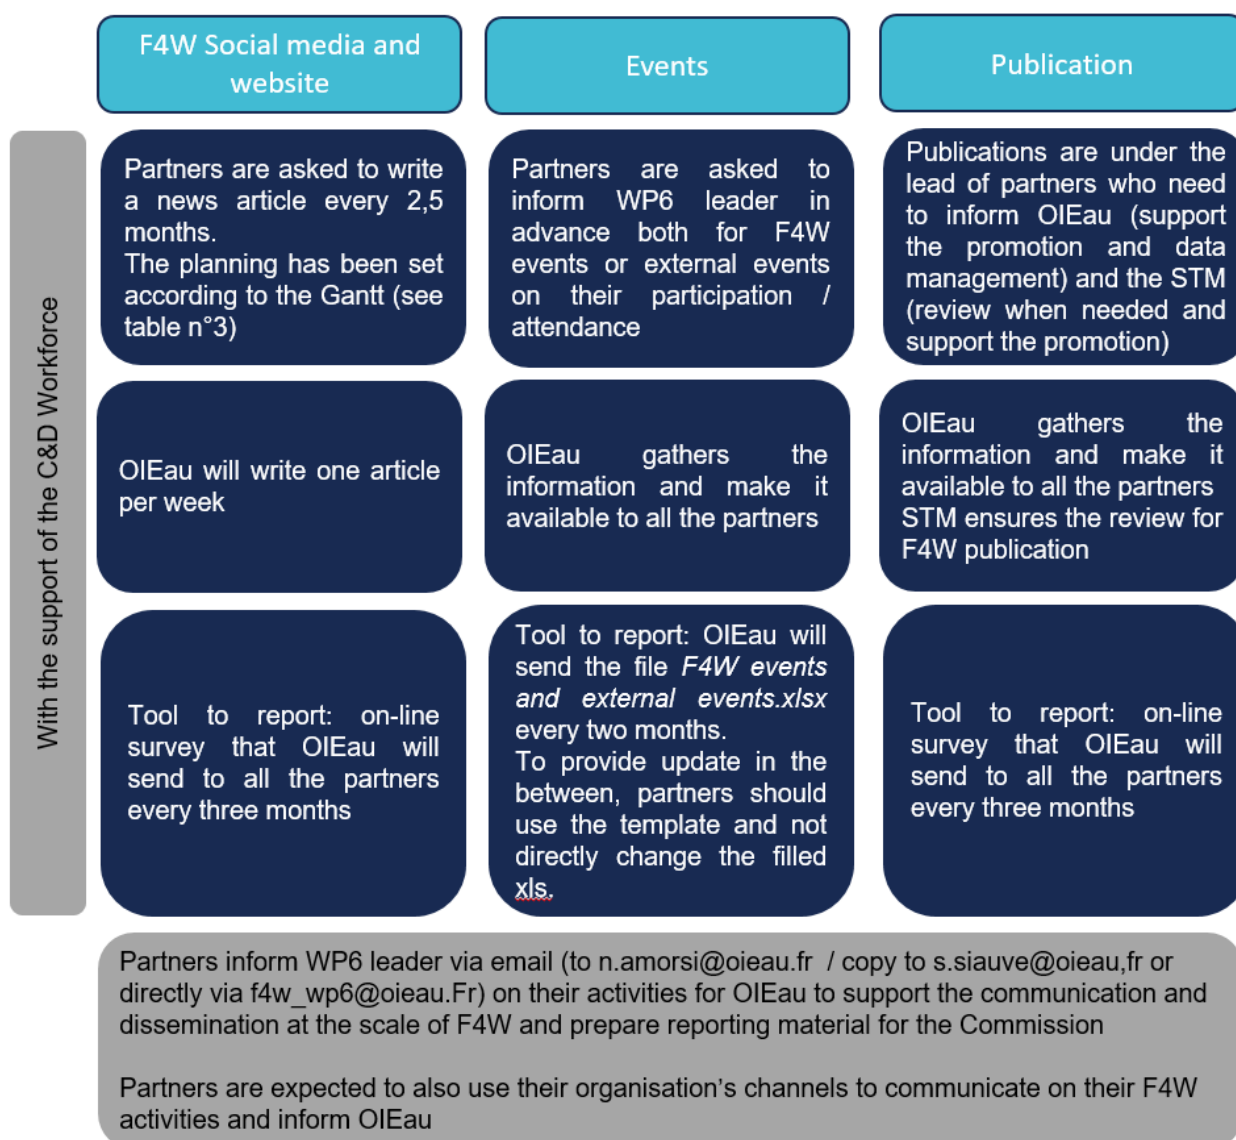 F4W Social media and
website
Events
Publication
With the support of the C&D Workforce
Partners are asked to write
a news article every 2,5
months.
The planning has been set
according to the Gantt (see
table n°3)
Partners are asked to
inform WP6 leader in
advance both for F4W
events or external events
on their participation /
attendance
Publications are under the
lead of partners who need
to inform OIEau (support
the promotion and data
management) and the STM
(review when needed and
support the promotion)
OIEau will write one article
per week
OIEau gathers the
information and make it
available to all the partners
OIEau gathers the
information and make it
available to all the partners
STM ensures the review for
F4W publication
Tool to report: on-line
survey that OIEau will
send to all the partners
every three months
Tool to report: OIEau will
send the file F4W events
and external events.xlsx
every two months.
To provide update in the
between, partners should
use the template and not
directly change the filled
xls.
Tool to report: on-line
survey that OIEau will
send to all the partners
every three months
Partners inform WP6 leader via email (to n.amorsi@oieau.fr / copy to s.siauve@oieau,fr or
directly via f4w_wp6@oieau.Fr) on their activities for OIEau to support the communication and
dissemination at the scale of F4W and prepare reporting material for the Commission
Partners are expected to also use their organisation's channels to communicate on their F4W
activities and inform OIEau